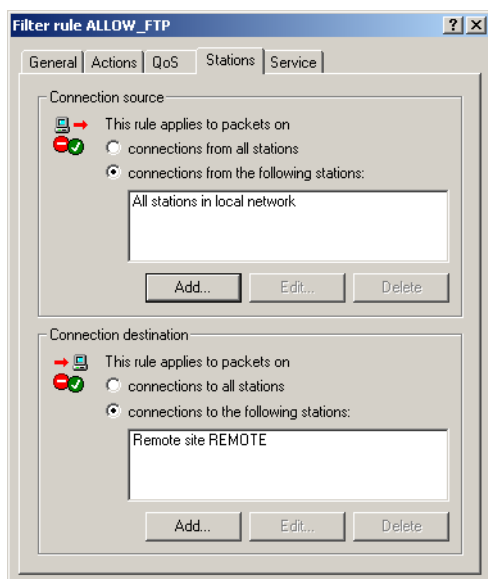 Filter rule ALLOW_FTP
General Actions QoS Stations Service
Connection source
This rule applies to packets on
connections from all stations
connections from the following stations:
All stations in local network
Add... Edit... Delete
Connection destination
This rule applies to packets on
connections to all stations
connections to the following stations:
Remote site REMOTE
Add... Edit... Delete